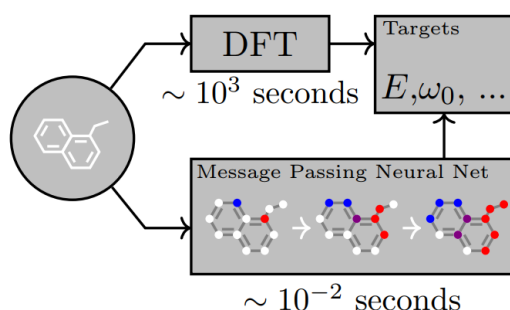 DFT
∼ 10³ seconds
Targets
E,ω₀, ...
Message Passing Neural Net
∼ 10⁻² seconds